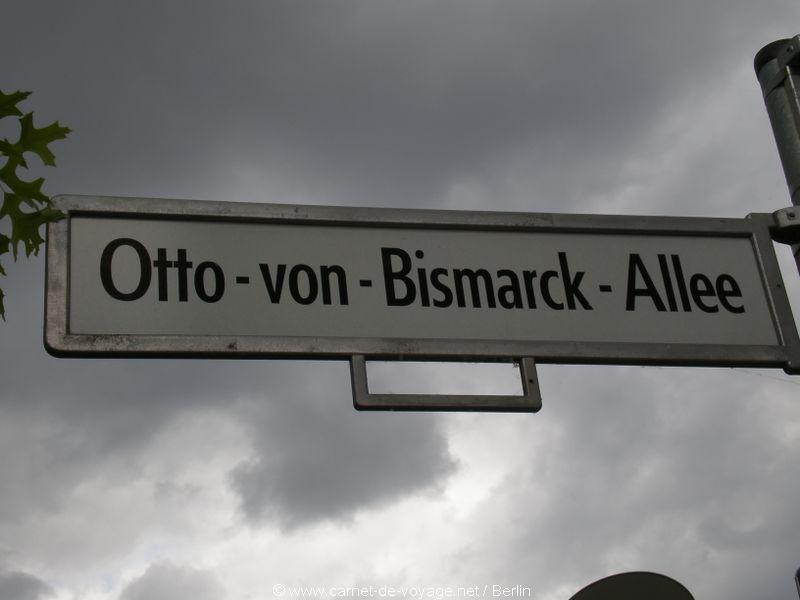 Otto - von - Bismarck - Allee
©www.carnet-de-voyage.net / Berlin